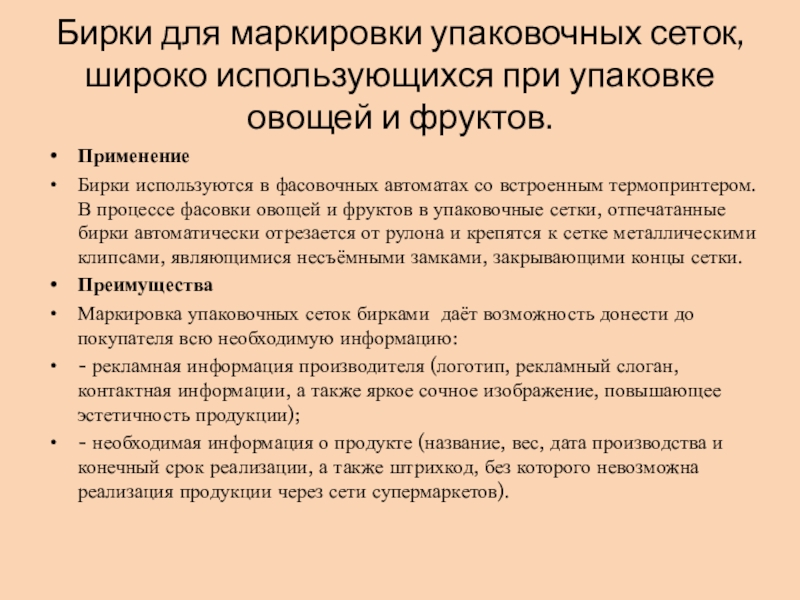 Бирки для маркировки упаковочных сеток,
широко использующихся при упаковке
овощей и фруктов.
• Применение
• Бирки используются в фасовочных автоматах со встроенным термопринтером.
В процессе фасовки овощей и фруктов в упаковочные сетки, отпечатанные
бирки автоматически отрезается от рулона и крепятся к сетке металлическими
клипсами, являющимися несъёмными замками, закрывающими концы сетки.
• Преимущества
• Маркировка упаковочных сеток бирками даёт возможность донести до
покупателя всю необходимую информацию:
• - рекламная информация производителя (логотип, рекламный слоган,
контактная информации, а также яркое сочное изображение, повышающее
эстетичность продукции);
• - необходимая информация о продукте (название, вес, дата производства и
конечный срок реализации, а также штрихкод, без которого невозможна
реализация продукции через сети супермаркетов).